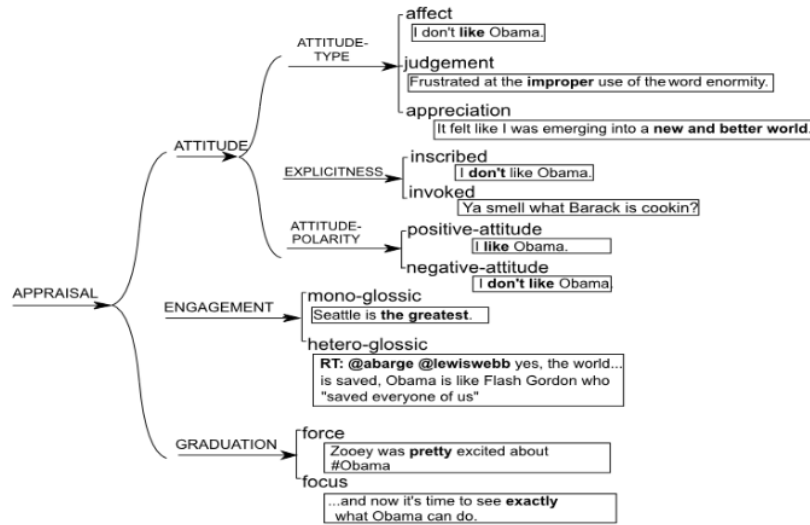 affect
I don't like Obama.
ATTITUDE-
TYPE
judgement
Frustrated at the improper use of the word enormity.
appreciation
It felt like I was emerging into a new and better world.
ATTITUDE
inscribed
I don't like Obama.
EXPLICITNESS
invoked
Ya smell what Barack is cookin?
ATTITUDE-
POLARITY
positive-attitude
I like Obama.
negative-attitude
I don't like Obama
APPRAISAL
ENGAGEMENT
mono-glossic
Seattle is the greatest.
hetero-glossic
RT: @abarge @lewiswebb yes, the world...
is saved, Obama is like Flash Gordon who
"saved everyone of us"
GRADUATION
force
Zooey was pretty excited about
#Obama
focus
...and now it's time to see exactly
what Obama can do.